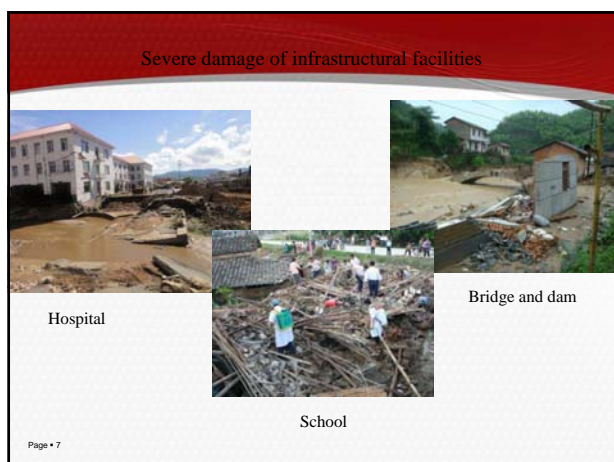 Severe damage of infrastructural facilities
Hospital
Bridge and dam
School
Page ▪ 7